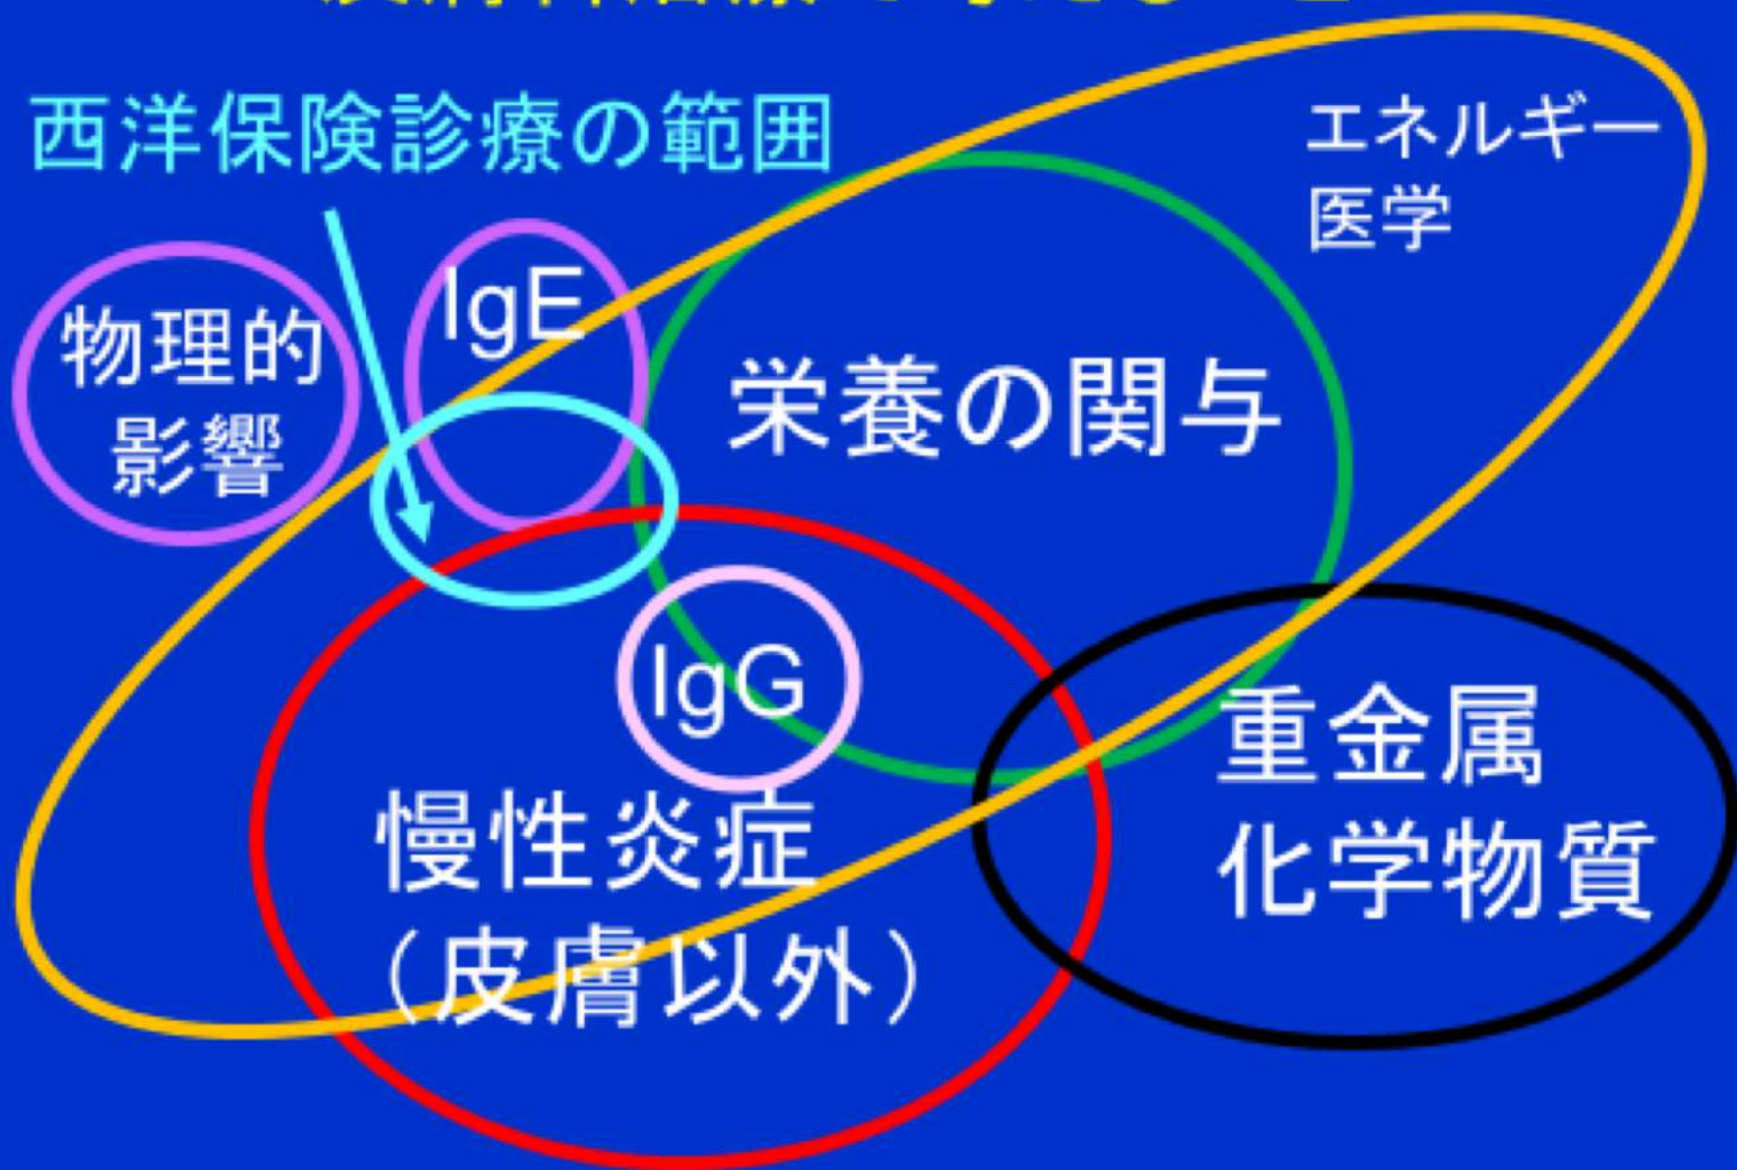 西洋保険診療の範囲
エネルギー
医学
IgE
物理的
影響
栄養の関与
IgG
重金属
化学物質
慢性炎症
（皮膚以外）